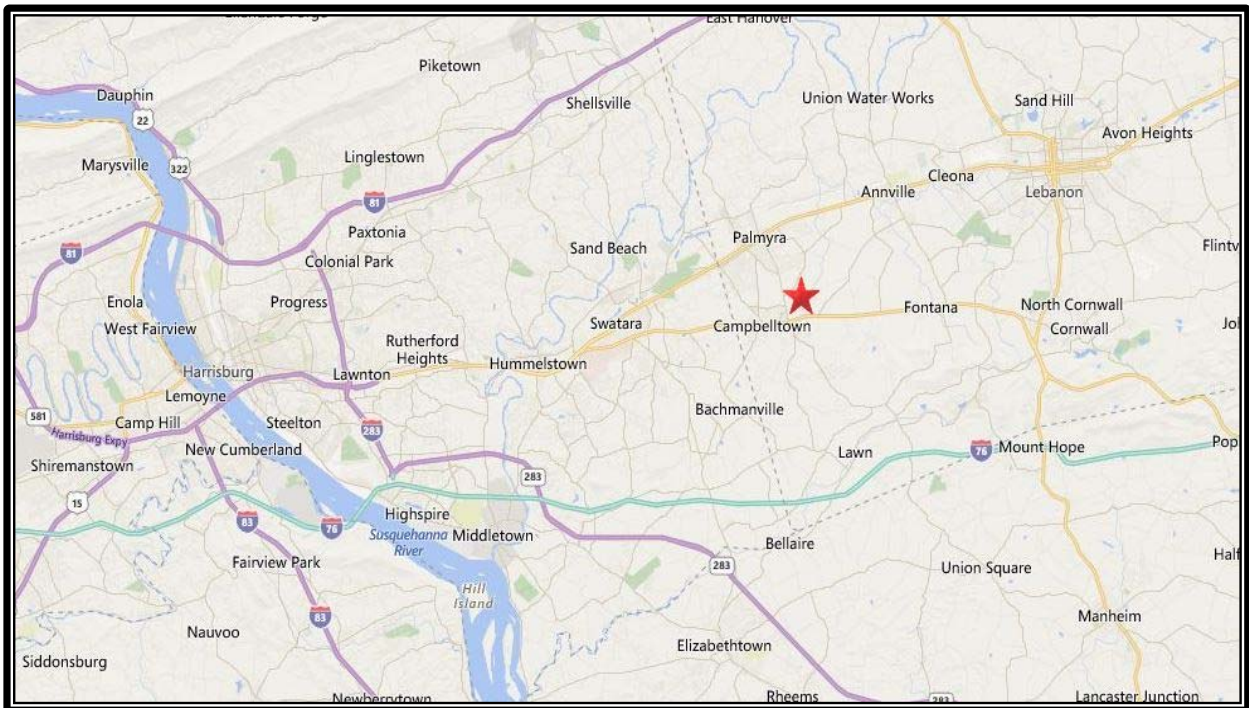 East Hanover
Piketown
Dauphin
Shellsville
Union Water Works
Sand Hill
22
Avon Heights
Marysville
322
Linglestown
Cleona
Annville
Lebanon
81
Paxtonia
Palmyra
Sand Beach
Flintv
81
Colonial Park
Enola
Progress
Fontana
North Cornwall
West Fairview
Swatara
Campbelltown
Cornwall
Jol
Rutherford
Heights
Harrisburg
Lawnton
Hummelstown
Lemoyne
581
Camp Hill
Steelton
Bachmanville
Harrisburg Expy
283
New Cumberland
Lawn
76
Mount Hope
Pop
Shiremanstown
283
15
Highspire
83
76
Susquehanna
River
Middletown
Bellaire
Fairview Park
283
Union Square
Half
Hill
Island
83
Manheim
Nauvoo
Elizabethtown
Siddonsburg
Newberrytown
Rheems
283
Lancaster Junction